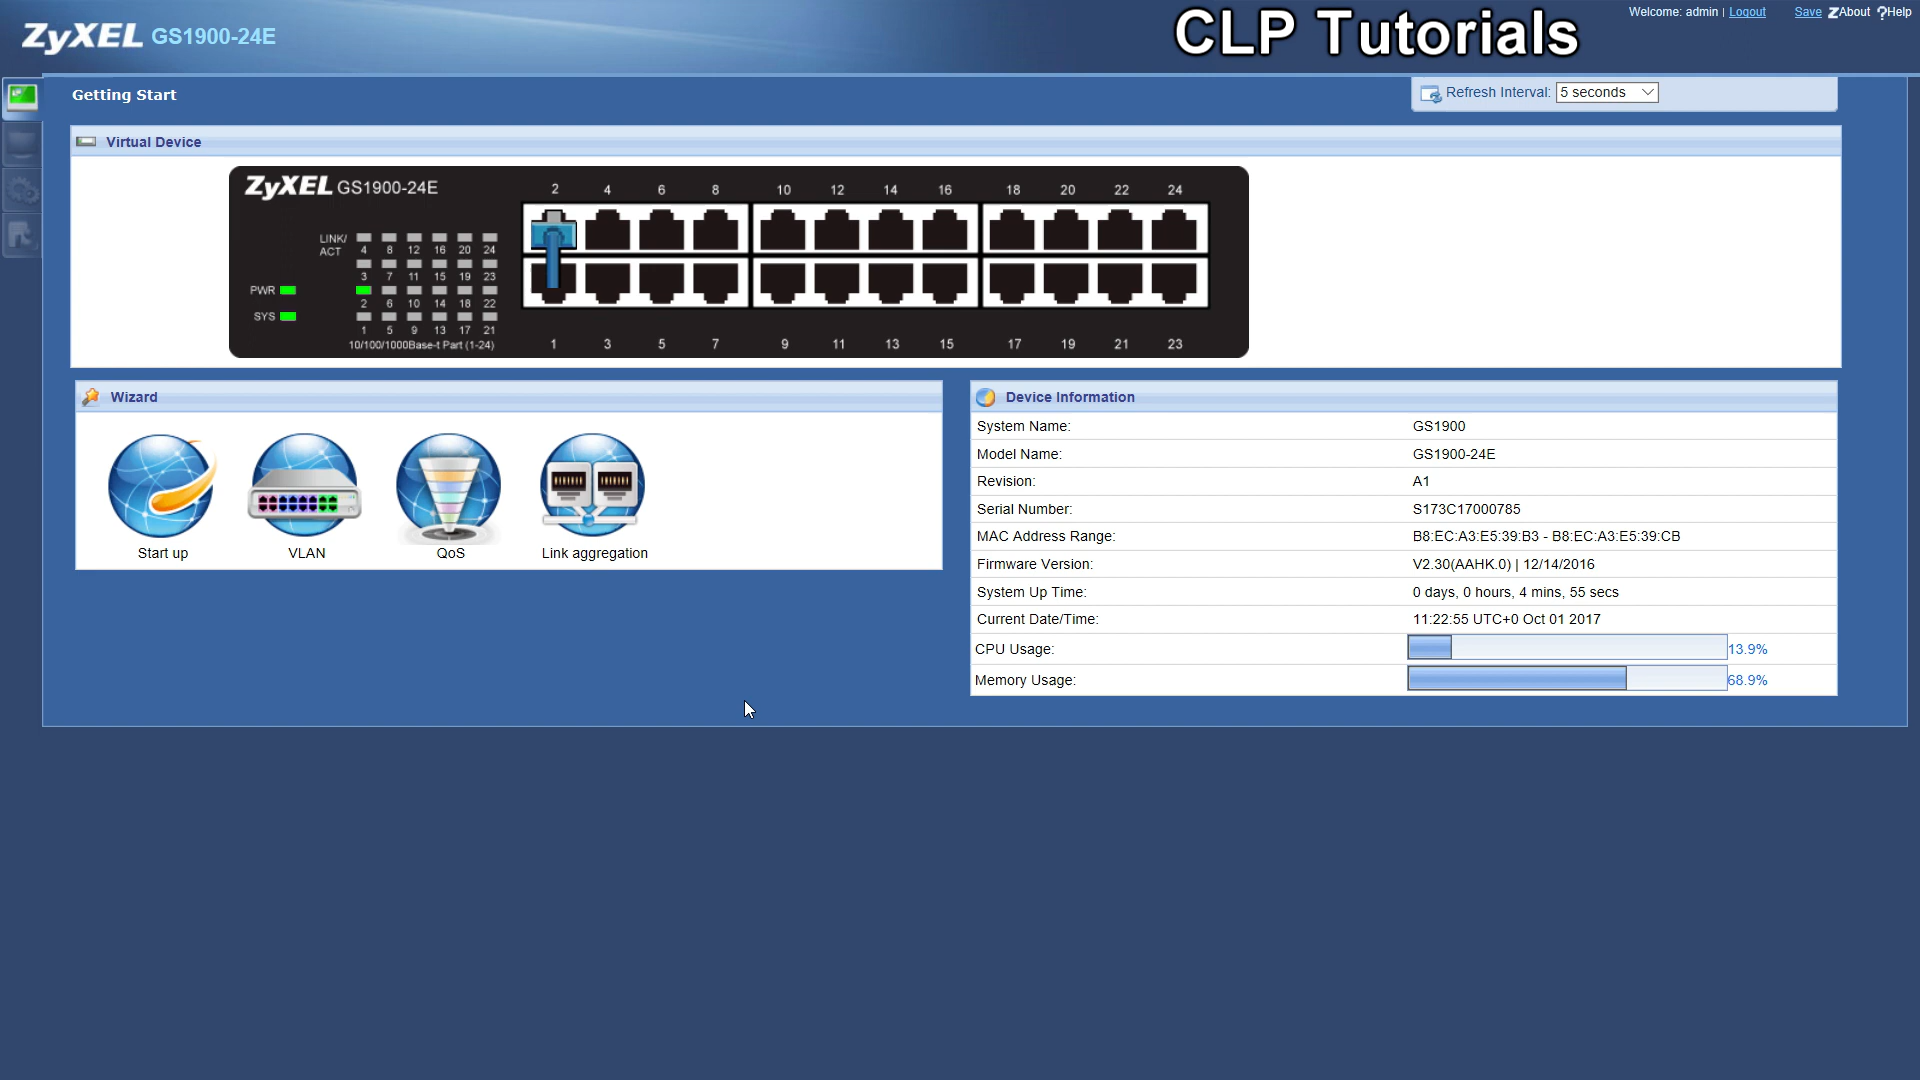 ZyXEL GS1900-24E
CLP Tutorials
Welcome: admin | Logout Save ZAbout ?Help
Getting Start
Refresh Interval: 5 seconds
Virtual Device
ZyXEL GS1900-24E
2 4 6 8 10 12 14 16 18 20 22 24
LINK/
ACT
4 8 12 16 20 24
3 7 11 15 19 23
PWR
2 6 10 14 18 22
SYS
1 5 9 13 17 21
10/100/1000Base-t Part (1-24)
1 3 5 7 9 11 13 15 17 19 21 23
Wizard
Start up VLAN QoS Link aggregation
Device Information
System Name: GS1900
Model Name: GS1900-24E
Revision: A1
Serial Number: S173C17000785
MAC Address Range: B8:EC:A3:E5:39:B3 - B8:EC:A3:E5:39:CB
Firmware Version: V2.30(AAHK.0) | 12/14/2016
System Up Time: 0 days, 0 hours, 4 mins, 55 secs
Current Date/Time: 11:22:55 UTC+0 Oct 01 2017
CPU Usage: 13.9%
Memory Usage: 68.9%